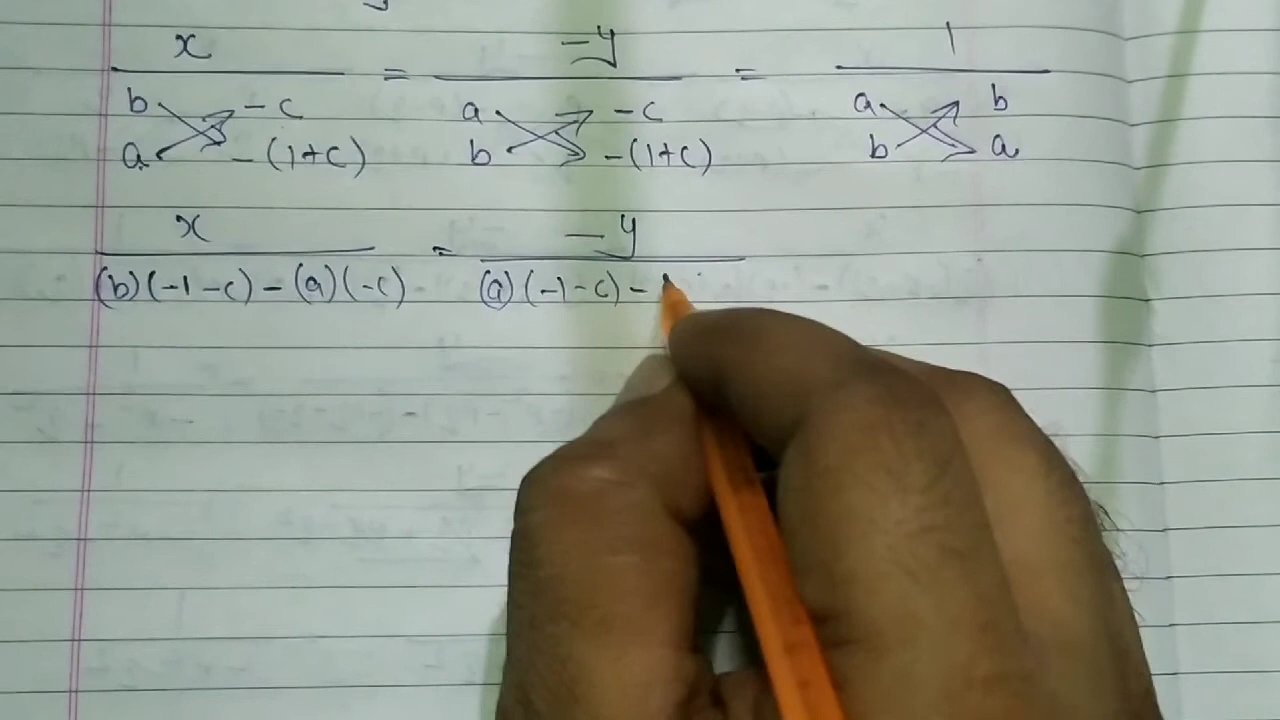 x = -y = 1
b -c a -c a b
a -(1+c) b -(1+c) b a
x = -y
(b)(-1-c)-(a)(-c) (a)(-1-c)-